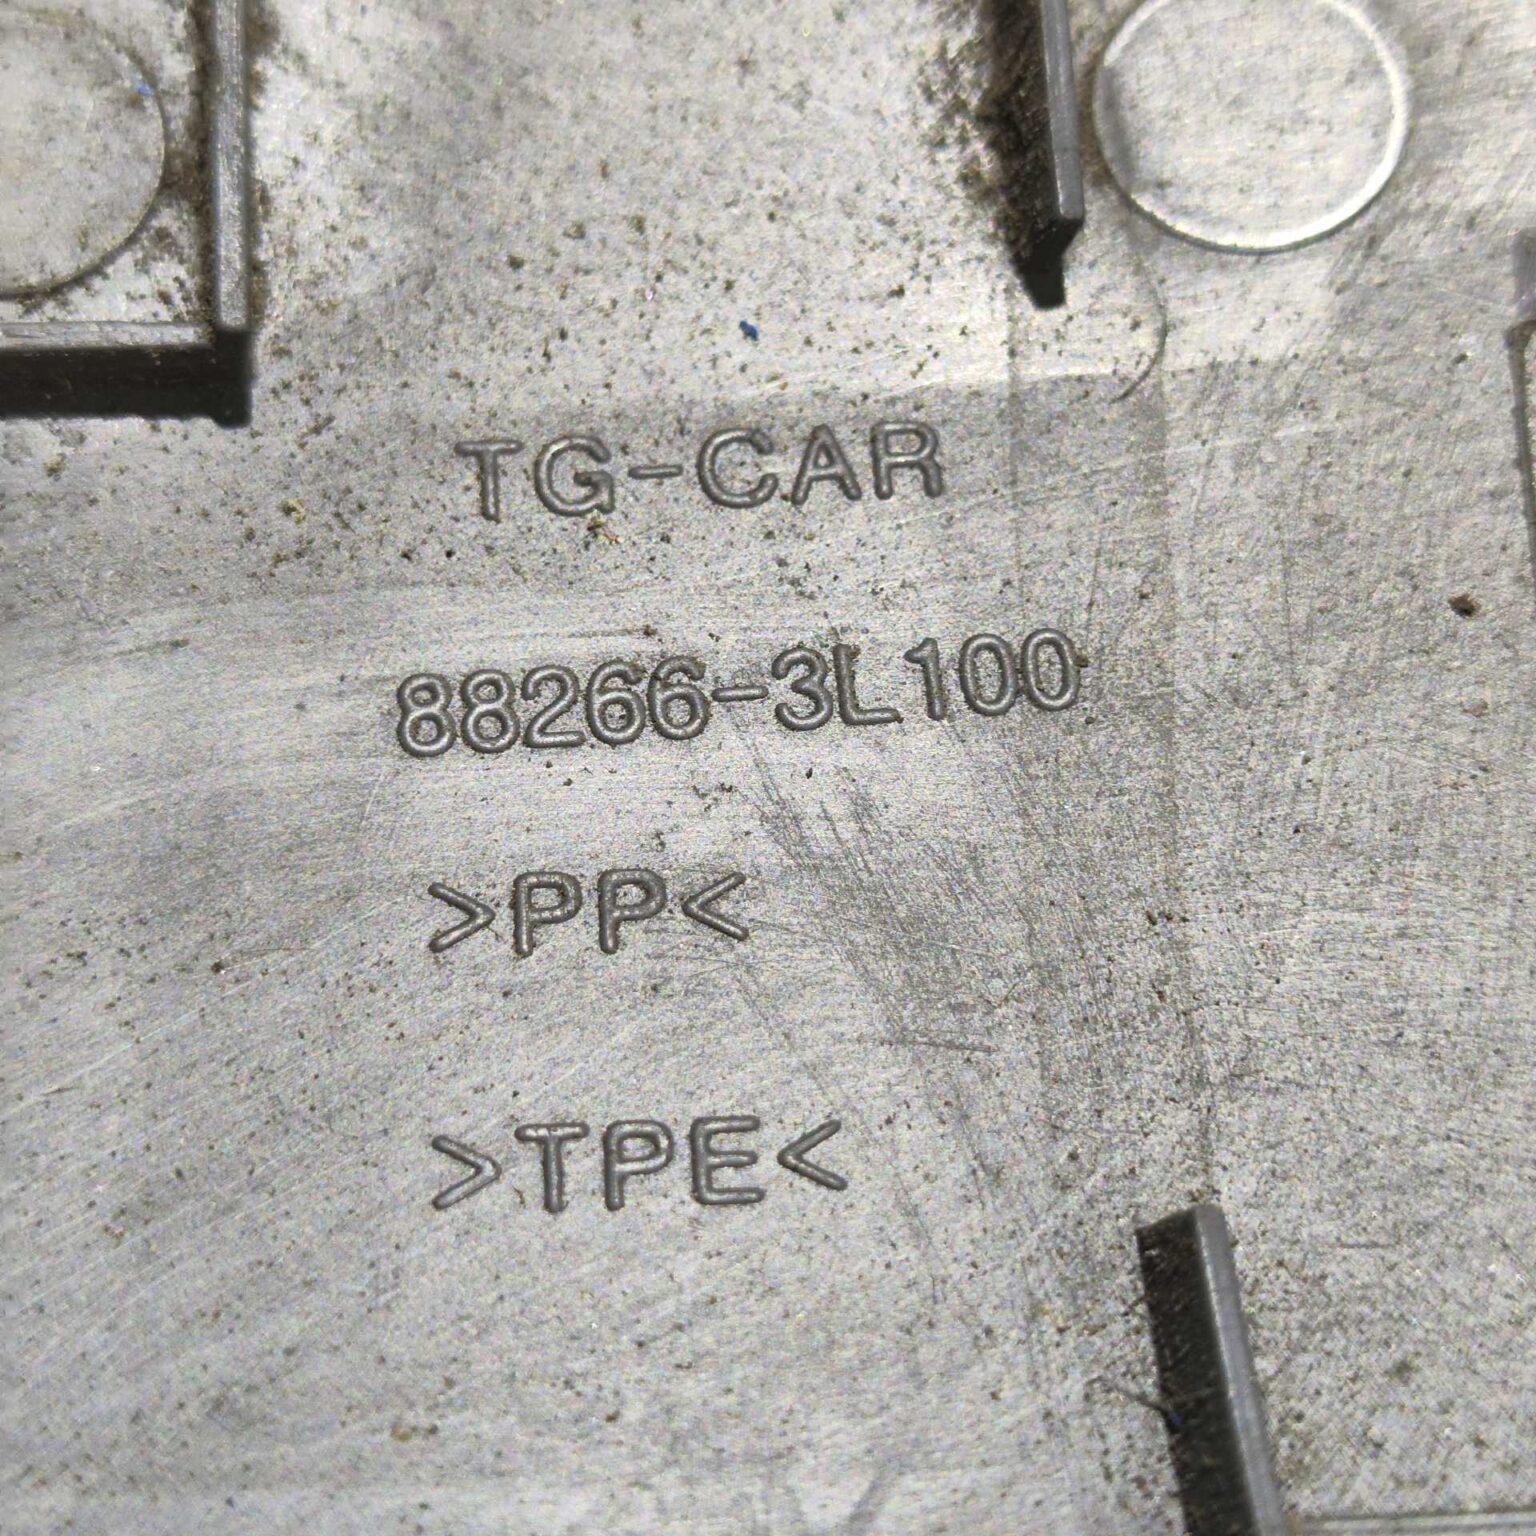 TG-CAR
88266-3L100
>PP<
>TPE<